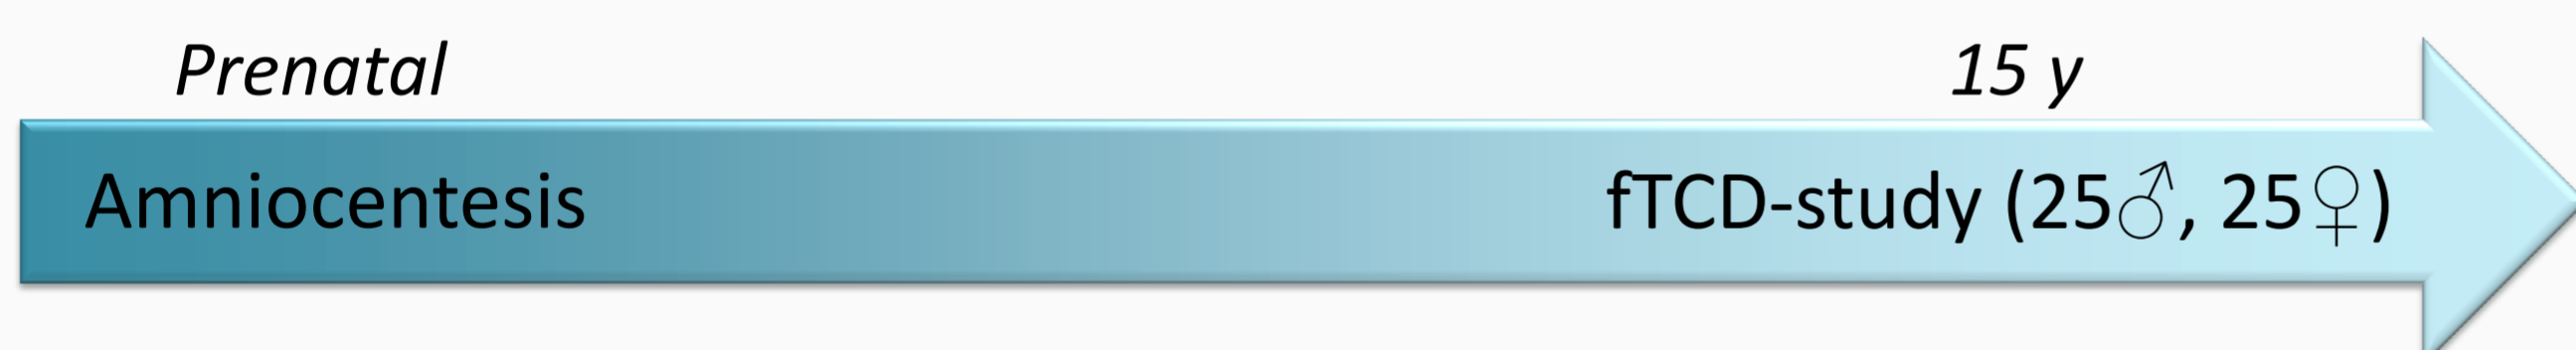 Prenatal 15 y
Amniocentesis fTCD-study (25♂, 25♀)